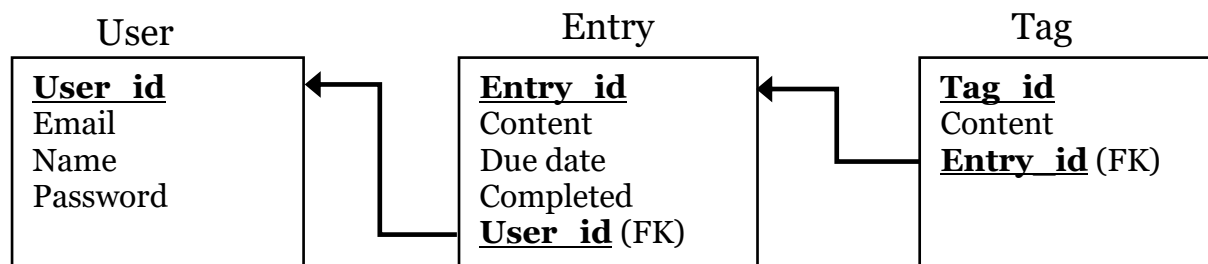 User
User_id
Email
Name
Password
Entry
Entry_id
Content
Due date
Completed
User_id (FK)
Tag
Tag_id
Content
Entry_id (FK)